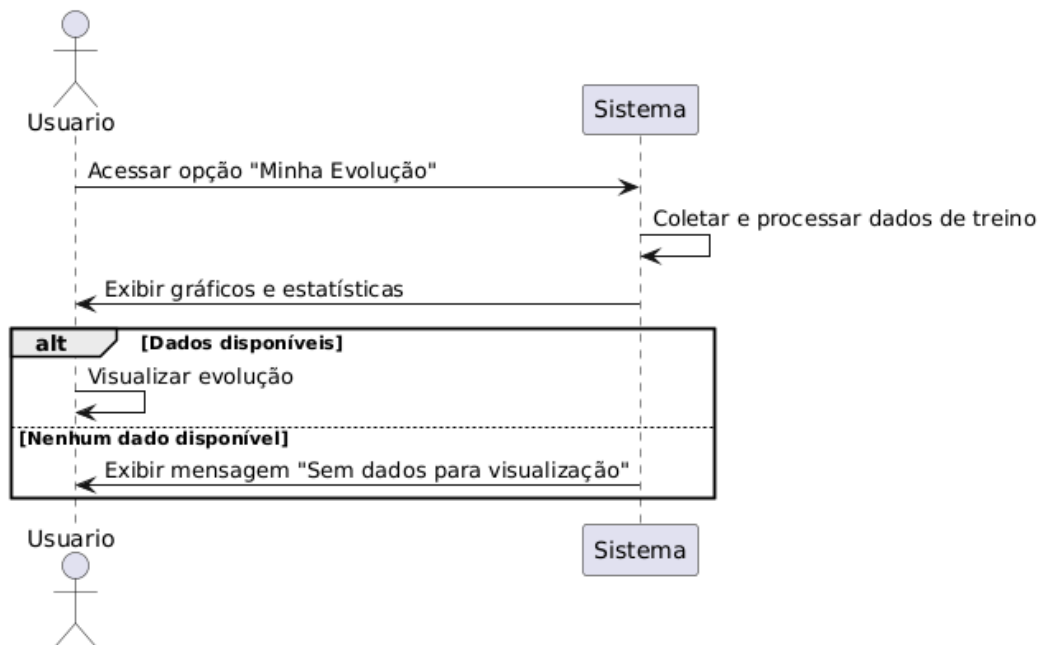 Usuario
Sistema
Acessar opção "Minha Evolução"
Coletar e processar dados de treino
Exibir gráficos e estatísticas
alt [Dados disponíveis]
Visualizar evolução
[Nenhum dado disponível]
Exibir mensagem "Sem dados para visualização"
Usuario
Sistema